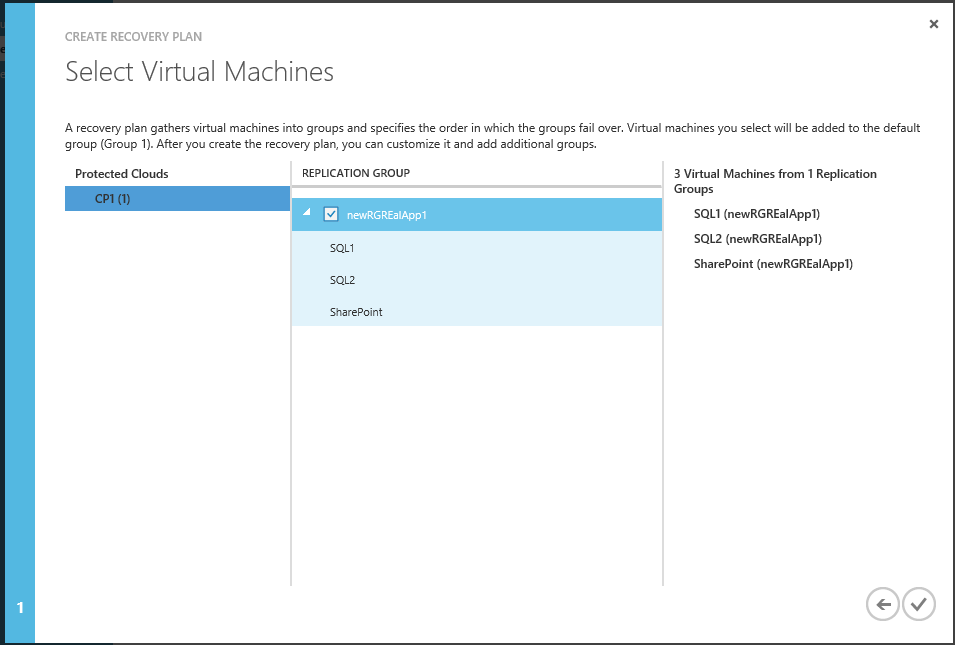 CREATE RECOVERY PLAN
Select Virtual Machines
A recovery plan gathers virtual machines into groups and specifies the order in which the groups fail over. Virtual machines you select will be added to the default
group (Group 1). After you create the recovery plan, you can customize it and add additional groups.
Protected Clouds
CP1 (1)
REPLICATION GROUP
newRGREalApp1
SQL1
SQL2
SharePoint
3 Virtual Machines from 1 Replication
Groups
SQL1 (newRGREalApp1)
SQL2 (newRGREalApp1)
SharePoint (newRGREalApp1)
1